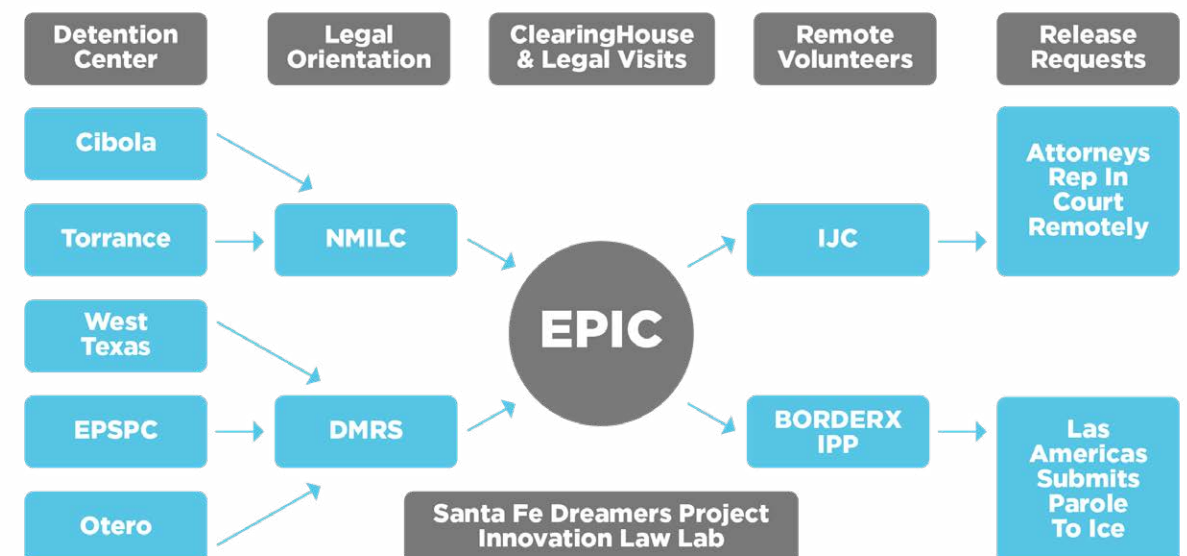 Detention
Center
Legal
Orientation
ClearingHouse
& Legal Visits
Remote
Volunteers
Release
Requests
Cibola
Torrance
West
Texas
EPSPC
Otero
NMILC
DMRS
EPIC
Santa Fe Dreamers Project
Innovation Law Lab
IJC
BORDERX
IPP
Attorneys
Rep In
Court
Remotely
Las
Americas
Submits
Parole
To Ice